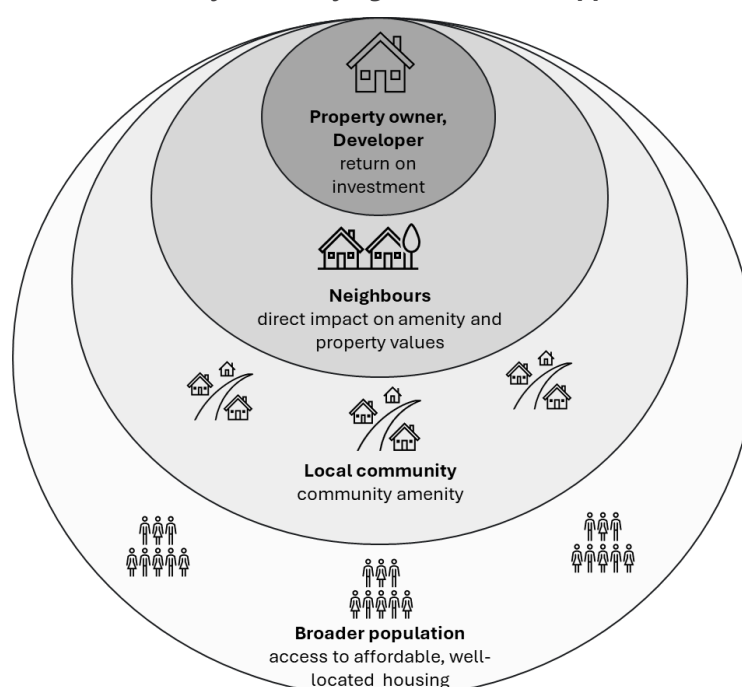 Property owner,
Developer
return on
investment
Neighbours
direct impact on amenity and
property values
Local community
community amenity
Broader population
access to affordable, well-
located housing